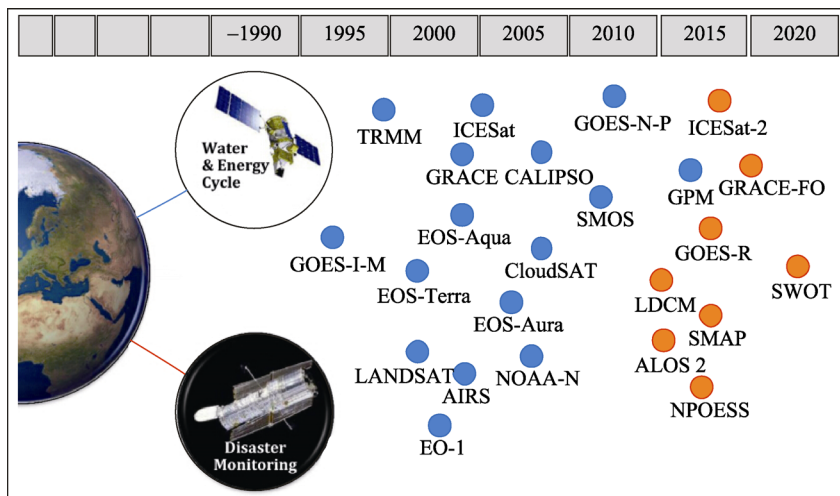 –1990 1995 2000 2005 2010 2015 2020
Water
& Energy
Cycle
TRMM
ICESat
GOES-N-P
ICESat-2
GRACE
CALIPSO
GPM
GRACE-FO
SMOS
EOS-Aqua
GOES-R
GOES-I-M
CloudSAT
EOS-Terra
SWOT
LDCM
EOS-Aura
SMAP
ALOS 2
LANDSAT
AIRS
NOAA-N
NPOESS
EO-1
Disaster
Monitoring